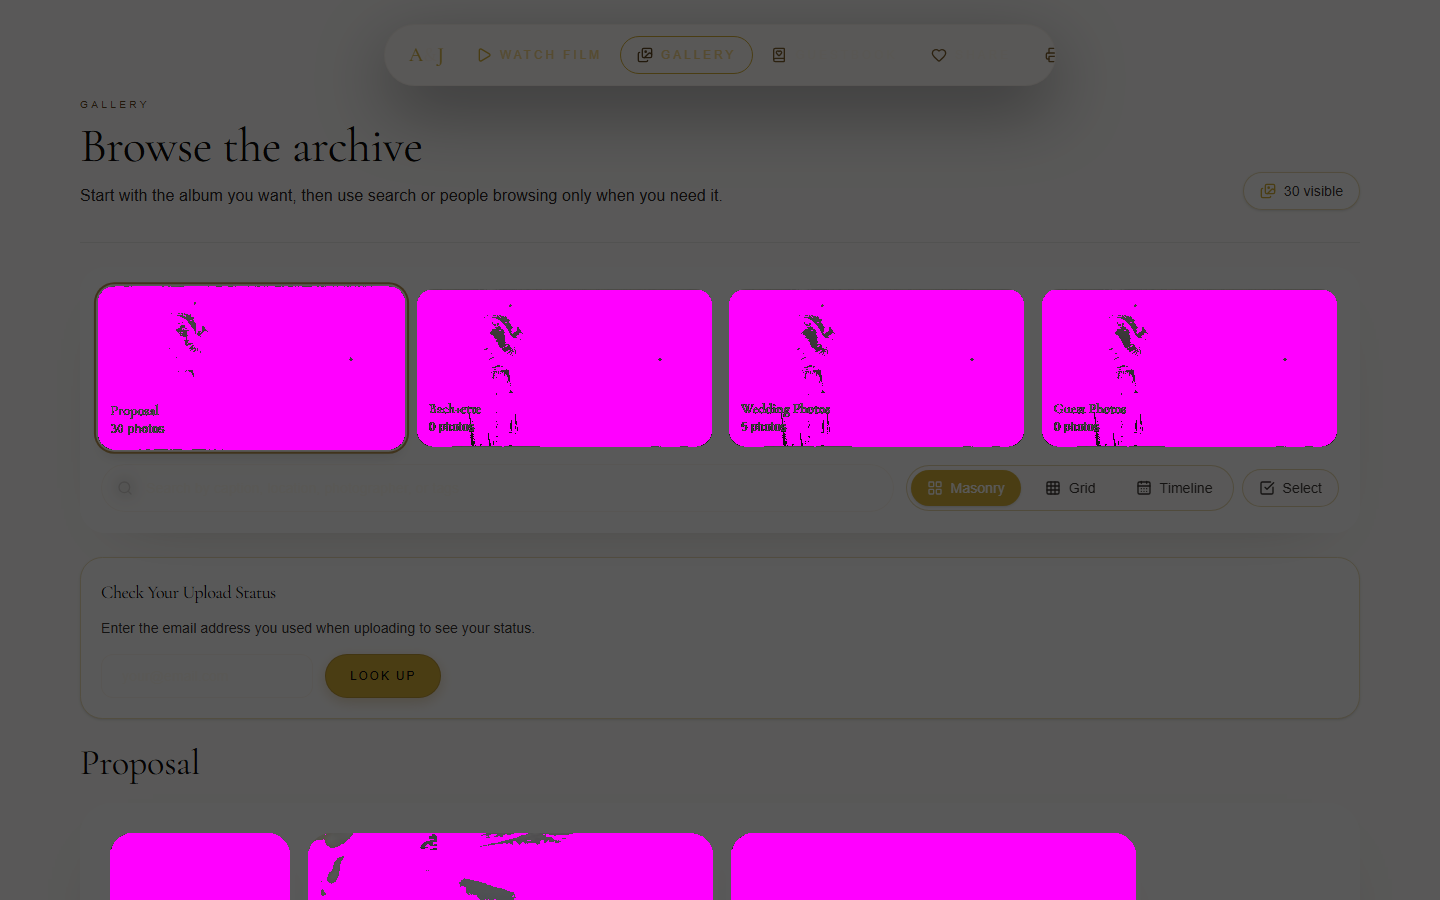 A J WATCH FILM GALLERY
GALLERY
Browse the archive
Start with the album you want, then use search or people browsing only when you need it.
30 visible
Proposal
30 photos
0 photos
Wedding Photos
5 photos
Guest Photos
0 photos
Masonry Grid Timeline Select
Check Your Upload Status
Enter the email address you used when uploading to see your status.
LOOK UP
Proposal